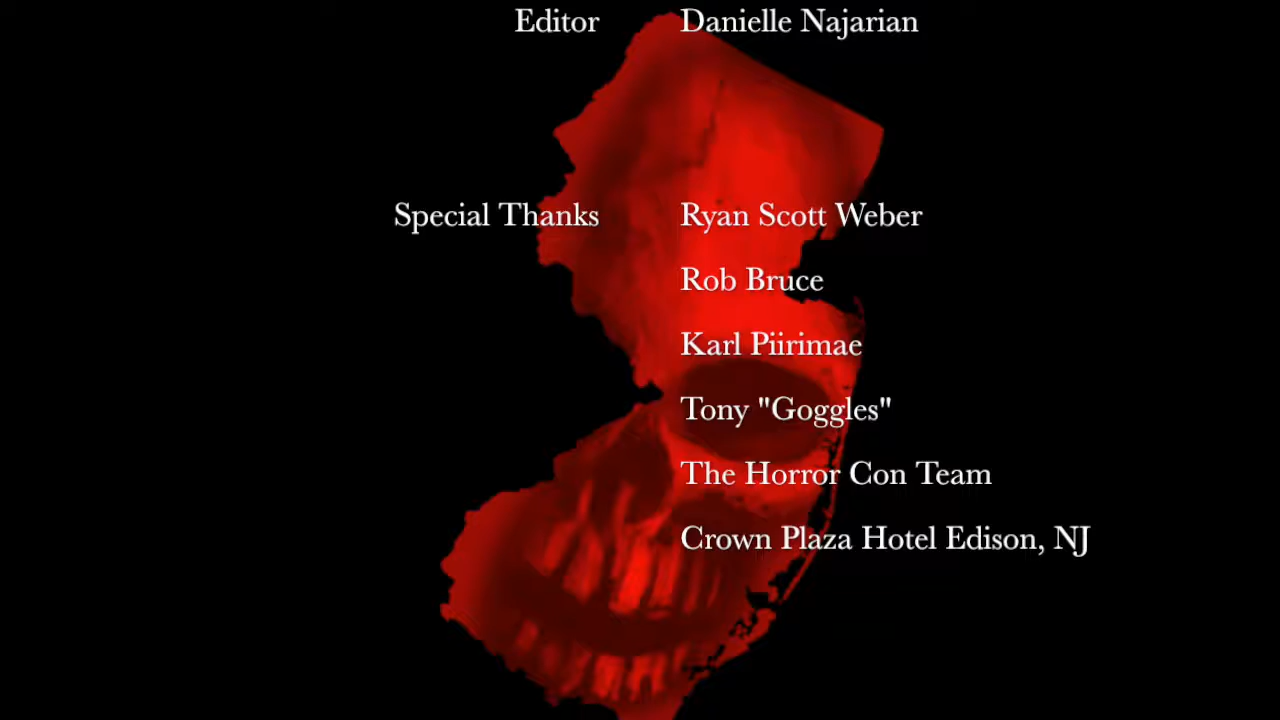 Editor Danielle Najarian
Special Thanks Ryan Scott Weber
Rob Bruce
Karl Piirimae
Tony "Goggles"
The Horror Con Team
Crown Plaza Hotel Edison, NJ